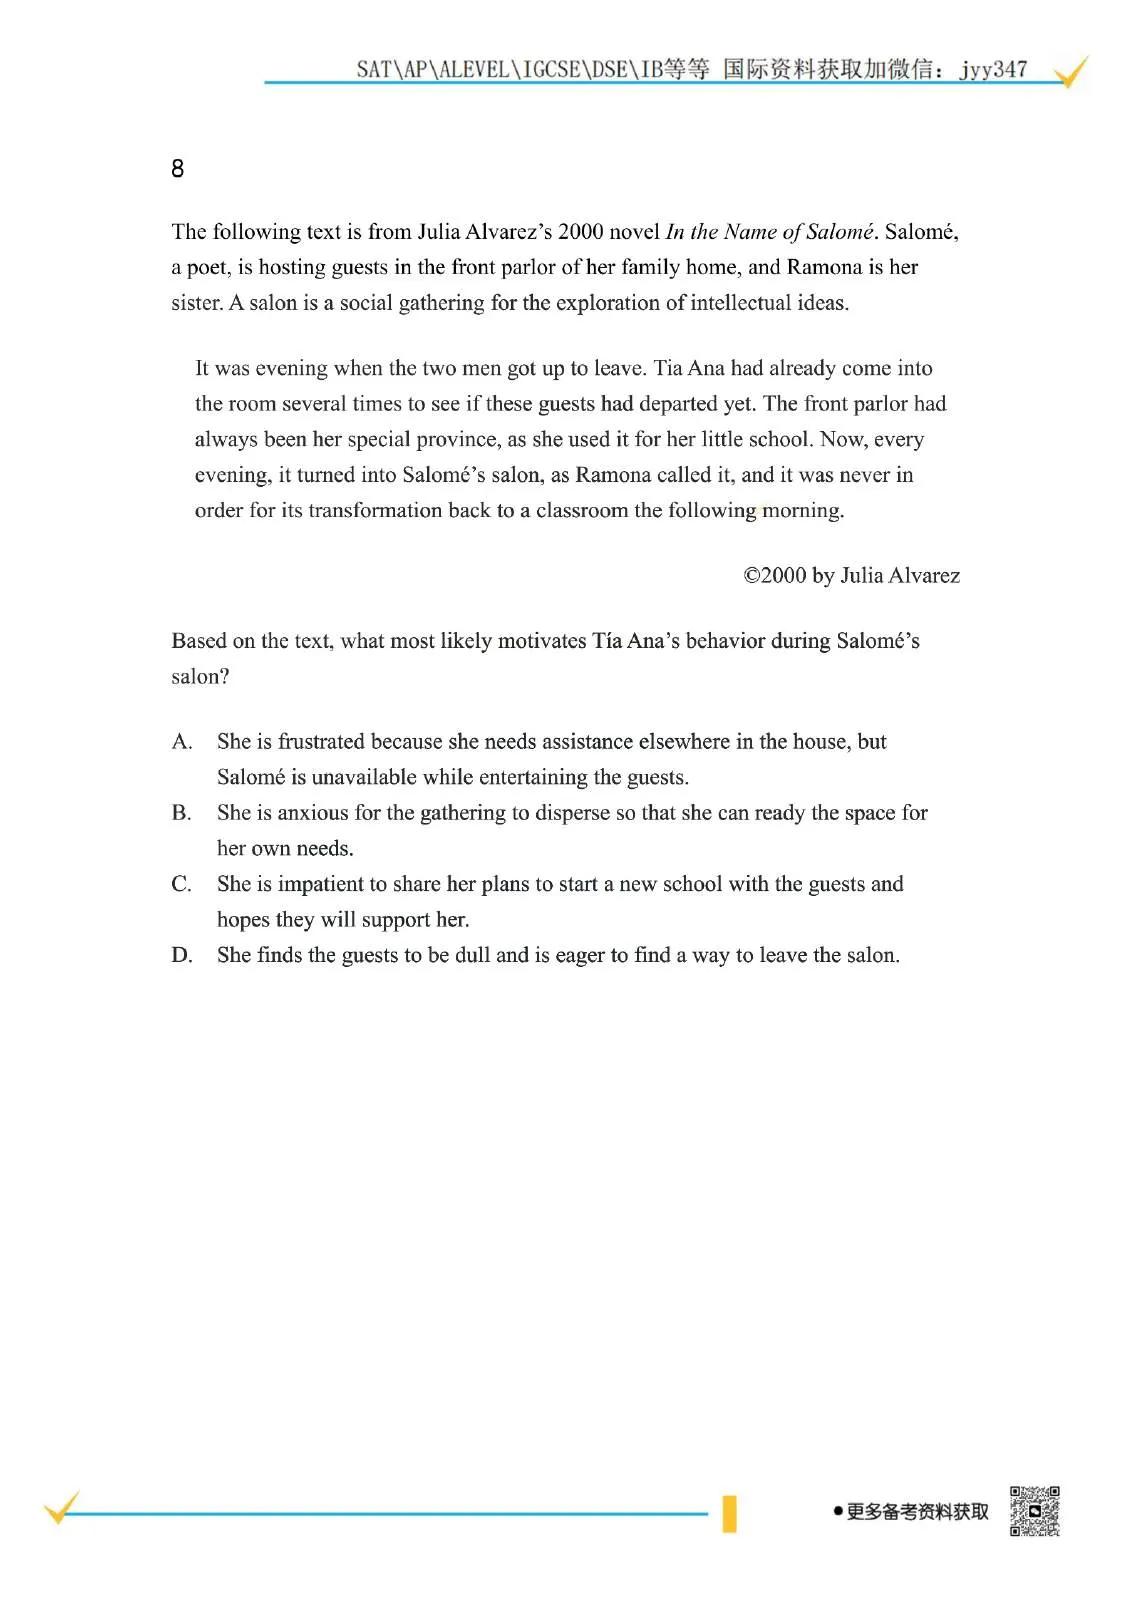 SAT\AP\ALEVEL\IGCSE\DSE\IB等等 国际资料获取加微信：jyy347
8
The following text is from Julia Alvarez’s 2000 novel In the Name of Salomé. Salomé,
a poet, is hosting guests in the front parlor of her family home, and Ramona is her
sister. A salon is a social gathering for the exploration of intellectual ideas.
It was evening when the two men got up to leave. Tia Ana had already come into
the room several times to see if these guests had departed yet. The front parlor had
always been her special province, as she used it for her little school. Now, every
evening, it turned into Salomé’s salon, as Ramona called it, and it was never in
order for its transformation back to a classroom the following morning.
©2000 by Julia Alvarez
Based on the text, what most likely motivates Tía Ana’s behavior during Salomé’s
salon?
A. She is frustrated because she needs assistance elsewhere in the house, but
Salomé is unavailable while entertaining the guests.
B. She is anxious for the gathering to disperse so that she can ready the space for
her own needs.
C. She is impatient to share her plans to start a new school with the guests and
hopes they will support her.
D. She finds the guests to be dull and is eager to find a way to leave the salon.
●更多备考资料获取